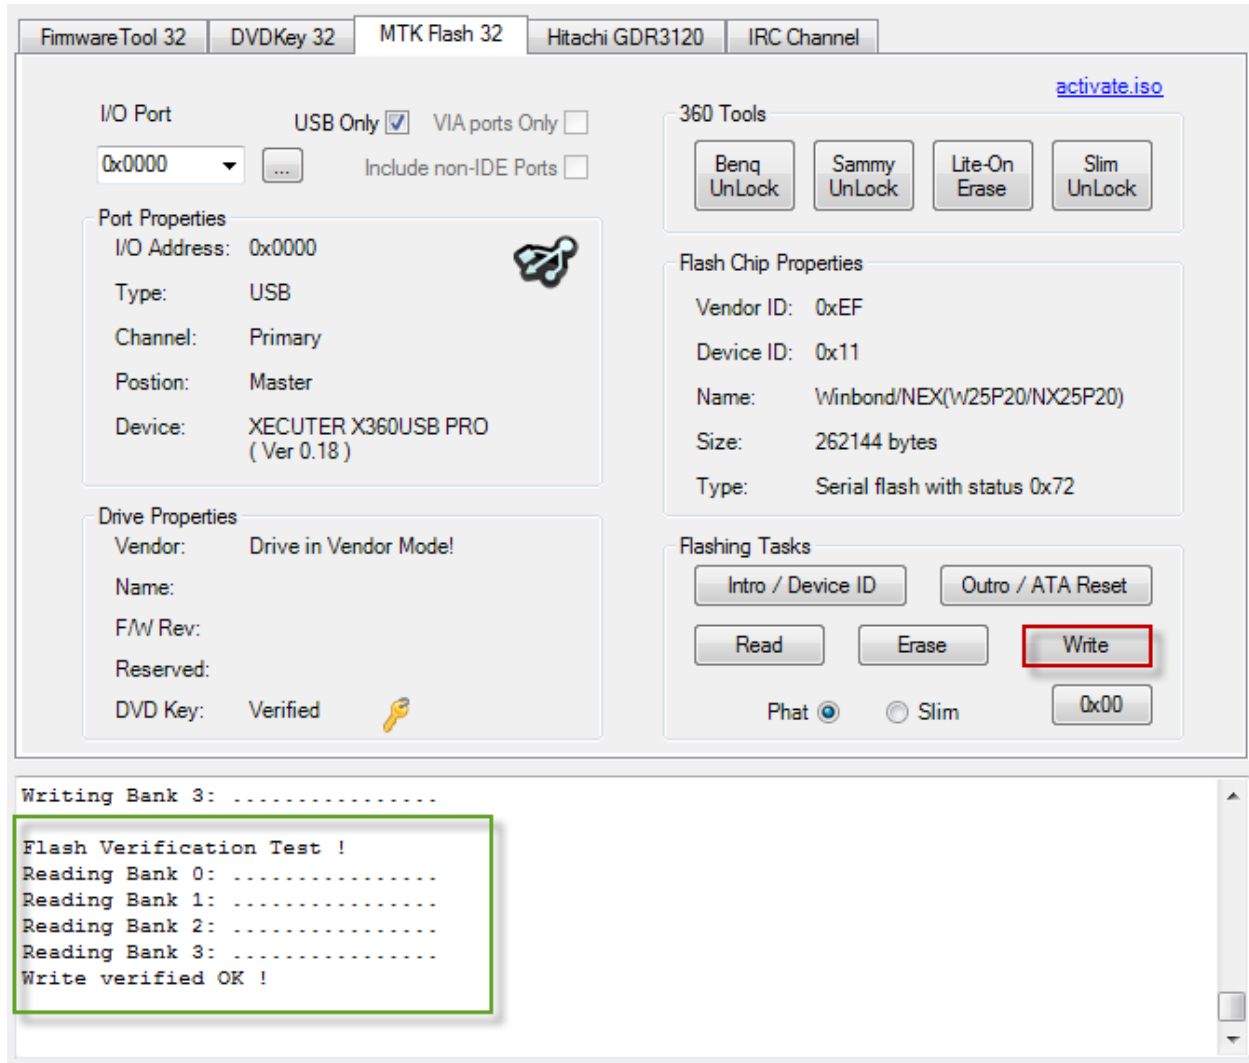 FirmwareTool 32 DVDKey 32 MTK Flash 32 Hitachi GDR3120 IRC Channel
activate.iso
I/O Port
USB Only VIA ports Only
0x0000 ... Include non-IDE Ports
Port Properties
I/O Address: 0x0000
Type: USB
Channel: Primary
Postion: Master
Device: XECUTER X360USB PRO
( Ver 0.18 )
Drive Properties
Vendor: Drive in Vendor Mode!
Name:
F/W Rev:
Reserved:
DVD Key: Verified
360 Tools
Benq UnLock Sammy UnLock Lite-On Erase Slim UnLock
Flash Chip Properties
Vendor ID: 0xEF
Device ID: 0x11
Name: Winbond/NEX(W25P20/NX25P20)
Size: 262144 bytes
Type: Serial flash with status 0x72
Flashing Tasks
Intro / Device ID Outro / ATA Reset
Read Erase Write
Phat Slim 0x00
Writing Bank 3: ................
Flash Verification Test !
Reading Bank 0: ................
Reading Bank 1: ................
Reading Bank 2: ................
Reading Bank 3: ................
Write verified OK !